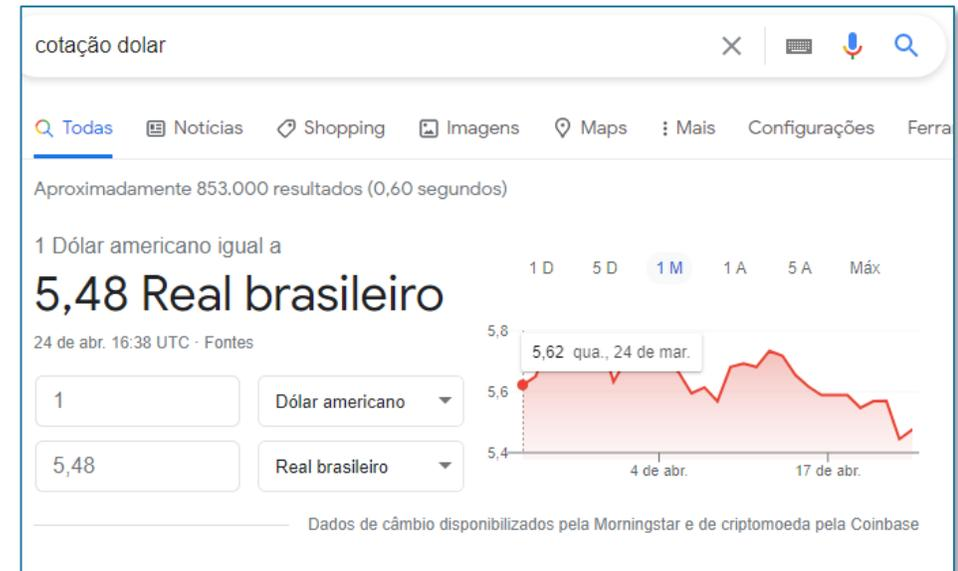 cotação dolar
Todas Notícias Shopping Imagens Maps Mais Configurações
Aproximadamente 853.000 resultados (0,60 segundos)
1 Dólar americano igual a
5,48 Real brasileiro
24 de abr. 16:38 UTC · Fontes
1 Dólar americano
5,48 Real brasileiro
1 D 5 D 1 M 1 A 5 A Máx
5,8
5,62 qua., 24 de mar.
5,6
5,4
4 de abr. 17 de abr.
Dados de câmbio disponibilizados pela Morningstar e de criptomoeda pela Coinbase